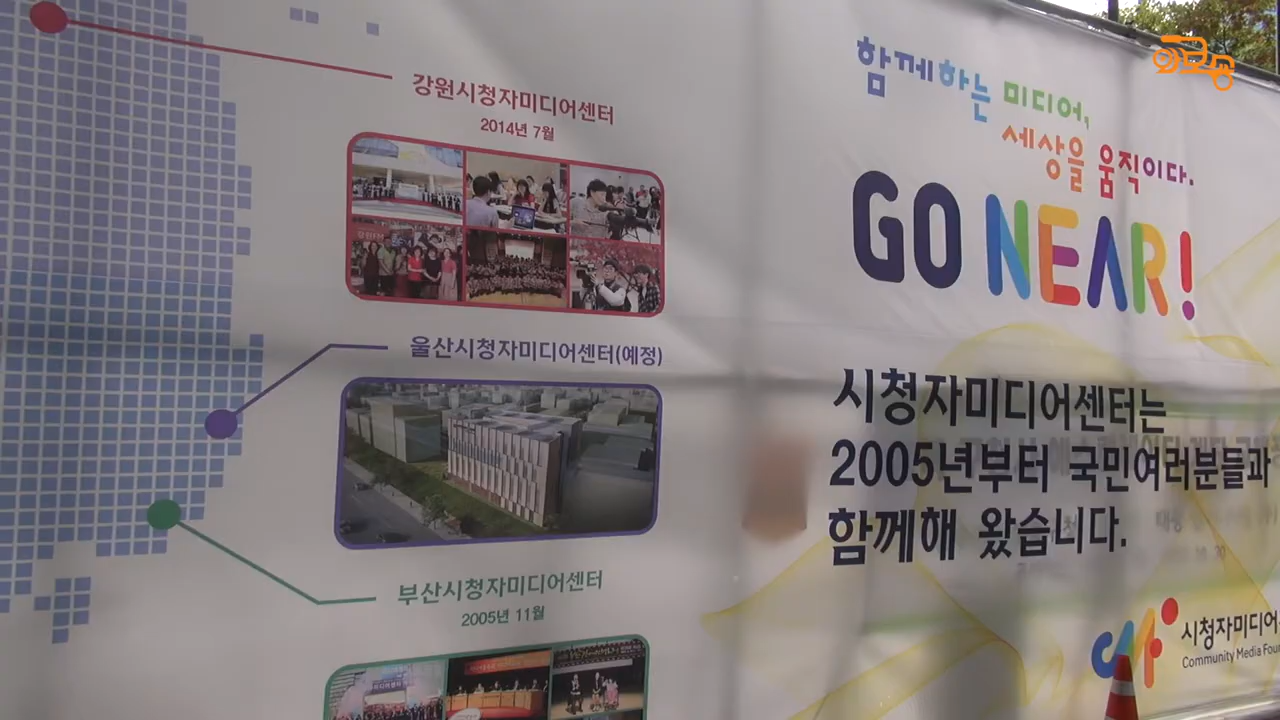 강원시청자미디어센터
2014년 7월
울산시청자미디어센터(예정)
부산시청자미디어센터
2005년 11월
함께하는 미디어,
세상을 움직이다.
GO NEAR!
시청자미디어센터는
2005년부터 국민여러분들과
함께해 왔습니다.
시청자미디어
Community Media